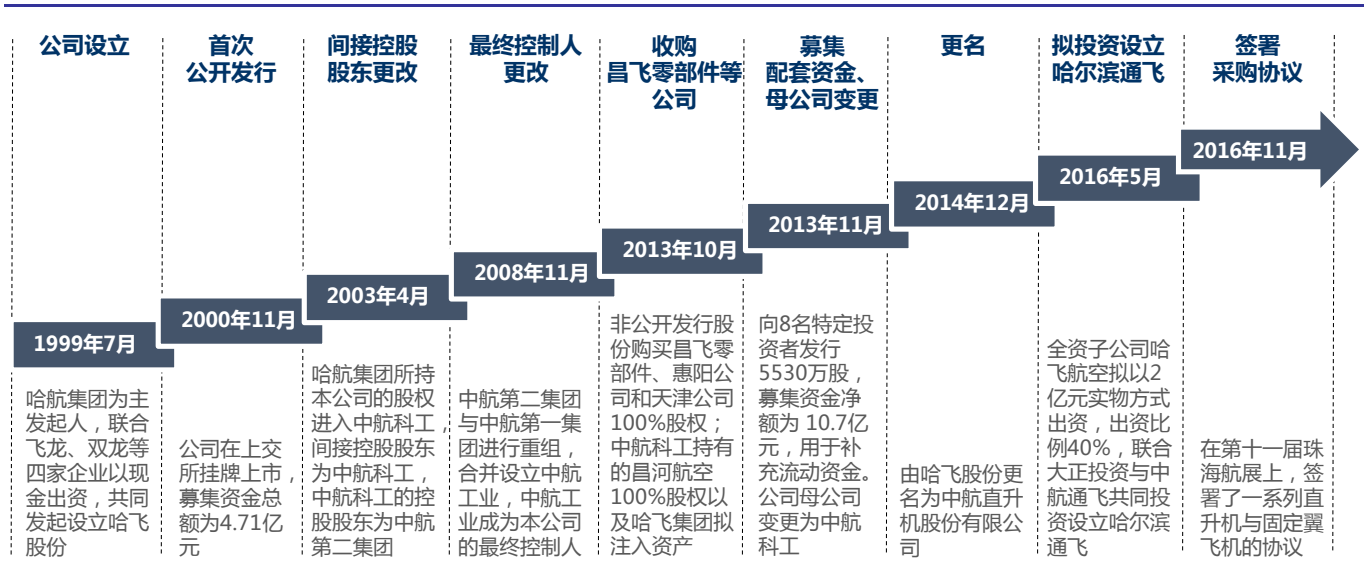 公司设立
1999年7月
哈航集团为主
发起人，联合
飞龙、双龙等
四家企业以现
金出资，共同
发起设立哈飞
股份
首次
公开发行
2000年11月
公司在上交
所挂牌上市，
募集资金总
额为4.71亿
元
间接控股
股东更改
2003年4月
哈航集团所持
本公司的股权
进入中航科工，
间接控股股东
为中航科工，
中航科工的控
股股东为中航
第二集团
最终控制人
更改
2008年11月
中航第二集团
与中航第一集
团进行重组，
合并设立中航
工业，中航工
业成为本公司
的最终控制人
收购
昌飞零部件等
公司
2013年10月
非公开发行股
份购买昌飞零
部件、惠阳公
司和天津公司
100%股权；
中航科工持有
的昌河航空
100%股权以
及哈飞集团拟
注入资产
募集
配套资金、
母公司变更
2013年11月
向8名特定投
资者发行
5530万股，
募集资金净
额为 10.7亿
元，用于补
充流动资金。
公司母公司
变更为中航
科工
更名
2014年12月
由哈飞股份更
名为中航直升
机股份有限公
司
拟投资设立
哈尔滨通飞
2016年5月
全资子公司哈
飞航空拟以2
亿元实物方式
出资，出资比
例40%，联合
大正投资与中
航通飞共同投
资设立哈尔滨
通飞
签署
采购协议
2016年11月
在第十一届珠
海航展上，签
署了一系列直
升机与固定翼
飞机的协议